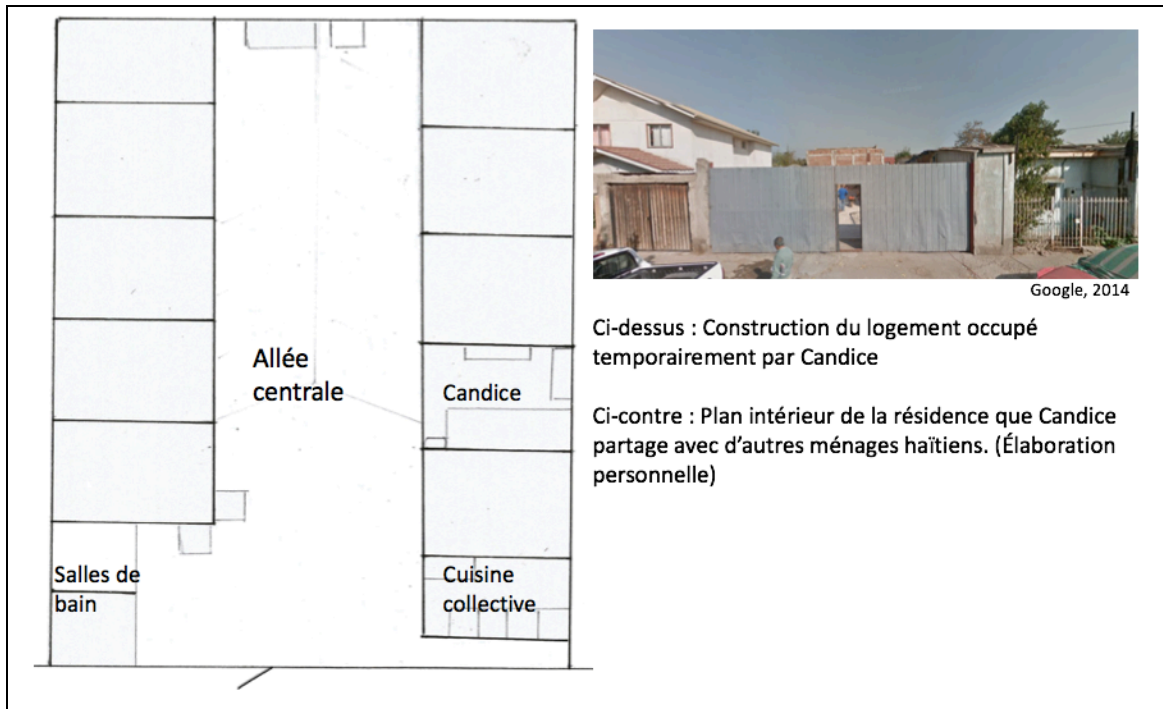 Allée
centrale
Candice
Salles de
bain
Cuisine
collective
Google, 2014
Ci-dessus : Construction du logement occupé
temporairement par Candice
Ci-contre : Plan intérieur de la résidence que Candice
partage avec d'autres ménages haïtiens. (Élaboration
personnelle)